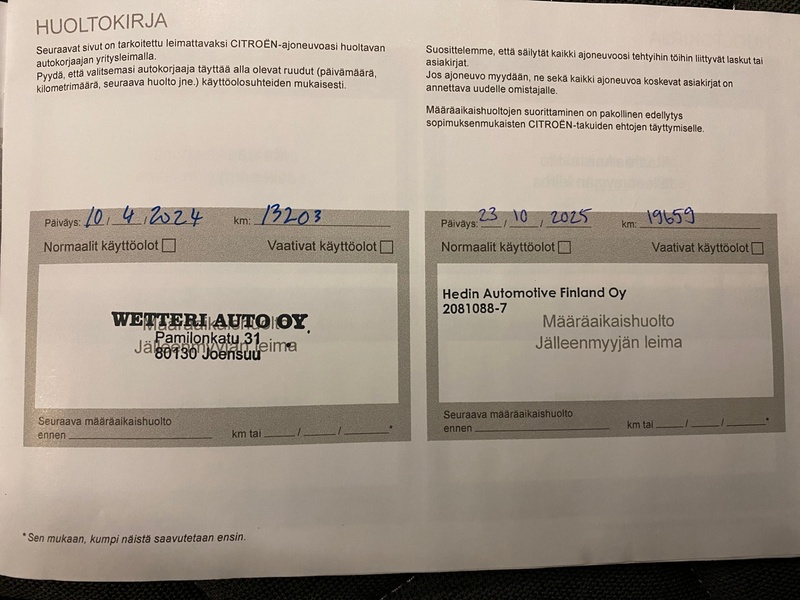 HUOLTOKIRJA
Seuraavat sivut on tarkoitettu leimattavaksi CITROËN-ajoneuvoasi huoltavan
autokorjaajan yritysleimalla.
Pyydä, että valitsemasi autokorjaaja täyttää alla olevat ruudut (päivämäärä,
kilometrimäärä, seuraava huolto jne.) käyttöolosuhteiden mukaisesti.
Päiväys: 10 / 4 / 2024 km: 13203
Normaalit käyttöolot Vaativat käyttöolot
Määräaikaishuolto
Jälleenmyyjän leima
WETTERI AUTO OY
Pamilonkatu 31
80130 Joensuu
Seuraava määräaikaishuolto
ennen km tai / / *
*Sen mukaan, kumpi näistä saavutetaan ensin.
Suosittelemme, että säilytät kaikki ajoneuvoosi tehtyihin töihin liittyvät laskut tai
asiakirjat.
Jos ajoneuvo myydään, ne sekä kaikki ajoneuvoa koskevat asiakirjat on
annettava uudelle omistajalle.
Määräaikaishuoltojen suorittaminen on pakollinen edellytys
sopimuksenmukaisten CITROËN-takuiden ehtojen täyttymiselle.
Päiväys: 23 / 10 / 2025 km: 19659
Normaalit käyttöolot Vaativat käyttöolot
Hedin Automotive Finland Oy
2081088-7
Määräaikaishuolto
Jälleenmyyjän leima
Seuraava määräaikaishuolto
ennen km tai / / *